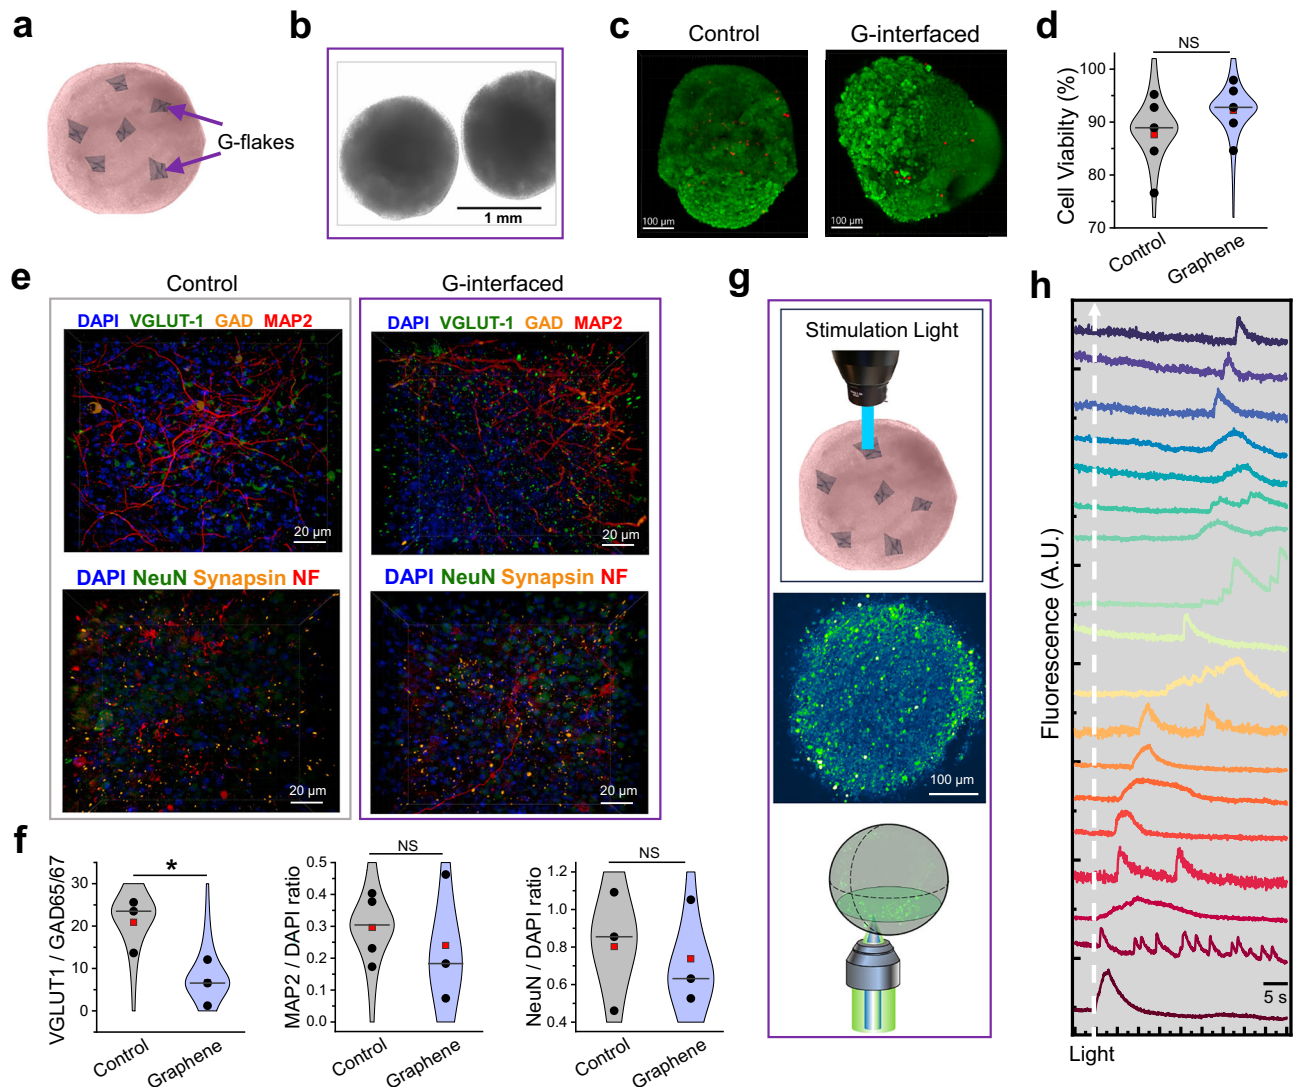 a
G-flakes
b
1 mm
c
Control
G-interfaced
100 µm
100 µm
d
NS
Cell Viability (%)
100
90
80
70
Control
Graphene
e
Control
G-interfaced
DAPI VGLUT-1 GAD MAP2
20 µm
DAPI VGLUT-1 GAD MAP2
20 µm
DAPI NeuN Synapsin NF
20 µm
DAPI NeuN Synapsin NF
20 µm
f
VGLUT1 / GAD65/67
30
20
10
0
*
Control
Graphene
MAP2 / DAPI ratio
0.5
0.4
0.3
0.2
0.1
0.0
NS
Control
Graphene
NeuN / DAPI ratio
1.2
1.0
0.8
0.6
0.4
NS
Control
Graphene
g
Stimulation Light
100 µm
h
Fluorescence (A.U.)
5 s
Light